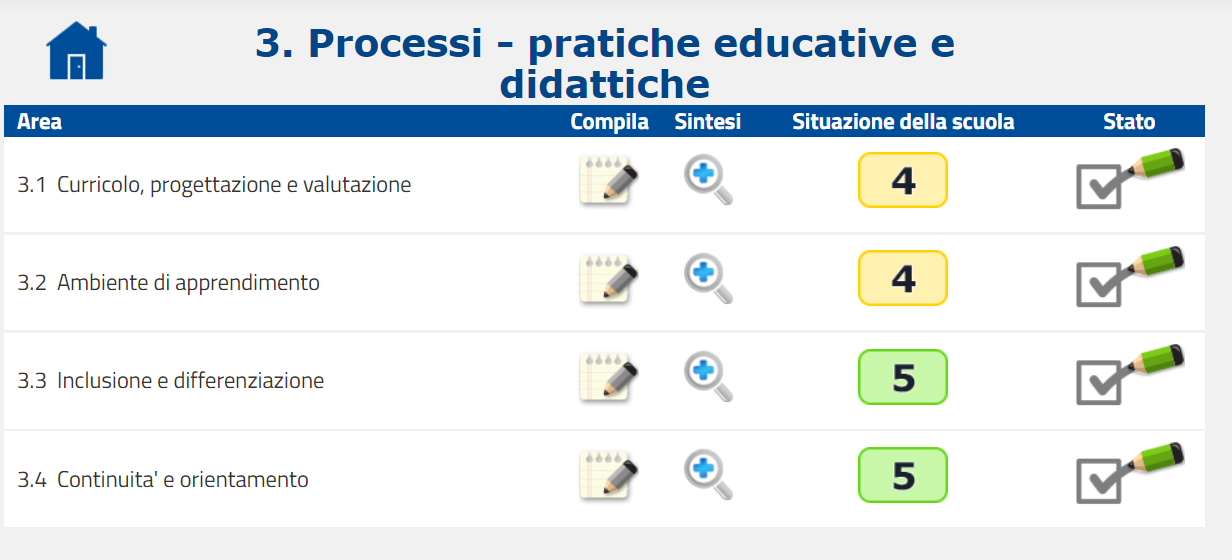 3. Processi - pratiche educative e
didattiche
Area Compila Sintesi Situazione della scuola Stato
3.1 Curricolo, progettazione e valutazione 4
3.2 Ambiente di apprendimento 4
3.3 Inclusione e differenziazione 5
3.4 Continuita' e orientamento 5